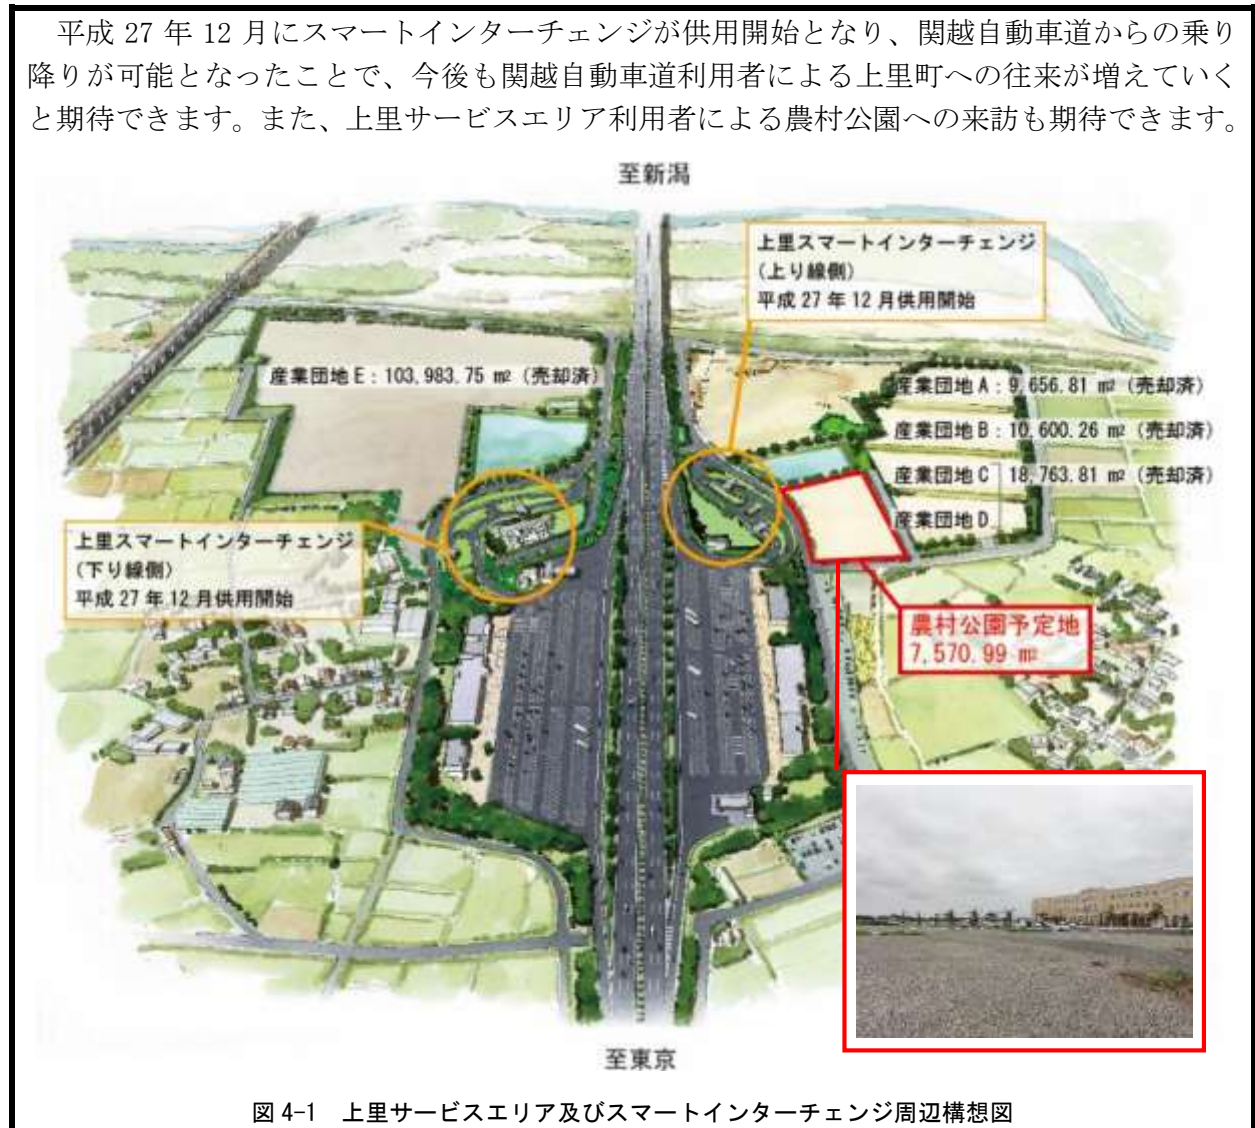 平成 27 年 12 月にスマートインターチェンジが供用開始となり、関越自動車道からの乗り
降りが可能となったことで、今後も関越自動車道利用者による上里町への往来が増えていく
と期待できます。また、上里サービスエリア利用者による農村公園への来訪も期待できます。
至新潟
上里スマートインターチェンジ
(上り線側)
平成 27 年 12 月供用開始
産業団地 E：103,983.75 ㎡（売却済）
産業団地 A：9,656.81 ㎡（売却済）
産業団地 B：10,600.26 ㎡（売却済）
産業団地 C 18,763.81 ㎡（売却済）
産業団地 D
上里スマートインターチェンジ
(下り線側)
平成 27 年 12 月供用開始
農村公園予定地
7,570.99 ㎡
至東京
図 4-1　上里サービスエリア及びスマートインターチェンジ周辺構想図